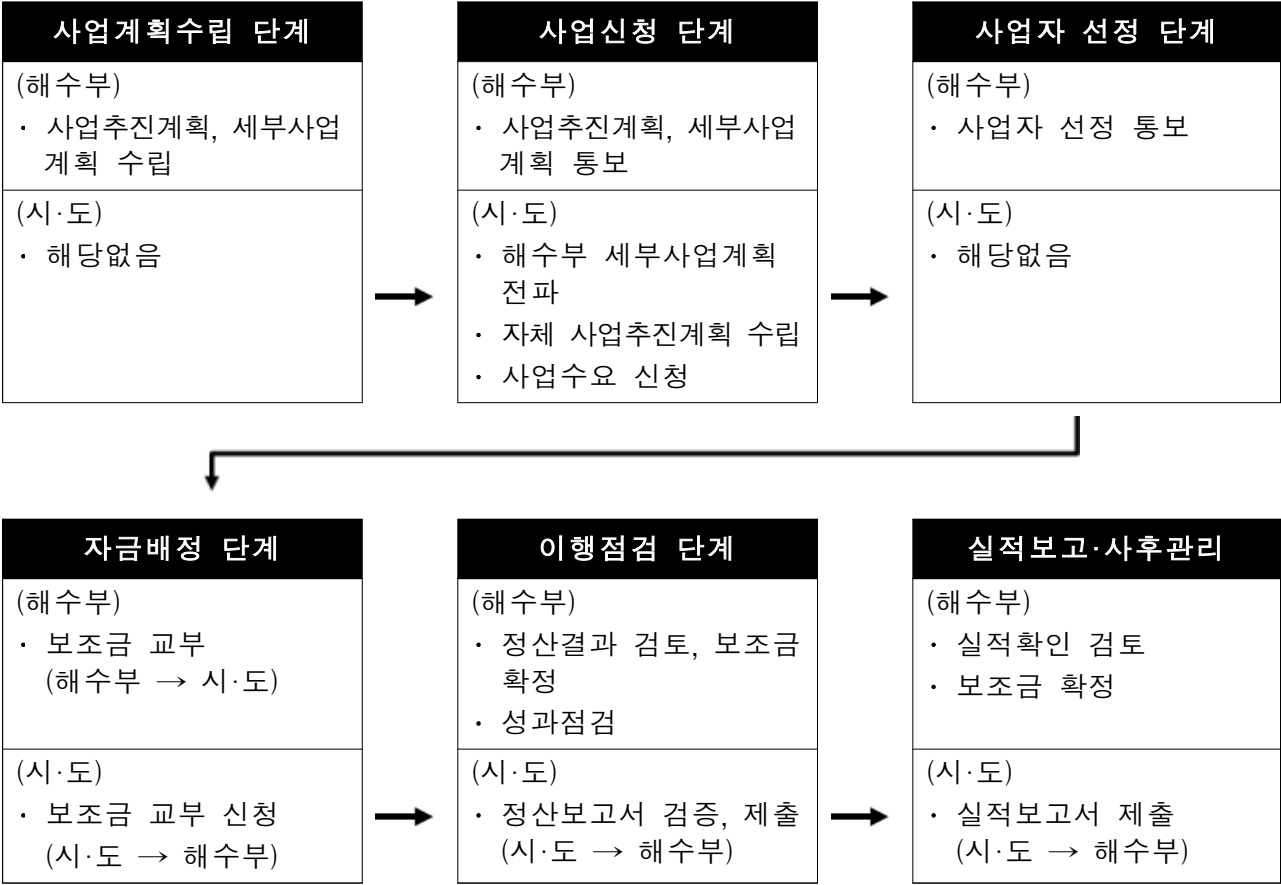 사업계획수립 단계
(해수부)
· 사업추진계획, 세부사업
계획 수립
(시·도)
· 해당없음
사업신청 단계
(해수부)
· 사업추진계획, 세부사업
계획 통보
(시·도)
· 해수부 세부사업계획
전파
· 자체 사업추진계획 수립
· 사업수요 신청
사업자 선정 단계
(해수부)
· 사업자 선정 통보
(시·도)
· 해당없음
자금배정 단계
(해수부)
· 보조금 교부
(해수부 → 시·도)
(시·도)
· 보조금 교부 신청
(시·도 → 해수부)
이행점검 단계
(해수부)
· 정산결과 검토, 보조금
확정
· 성과점검
(시·도)
· 정산보고서 검증, 제출
(시·도 → 해수부)
실적보고·사후관리
(해수부)
· 실적확인 검토
· 보조금 확정
(시·도)
· 실적보고서 제출
(시·도 → 해수부)